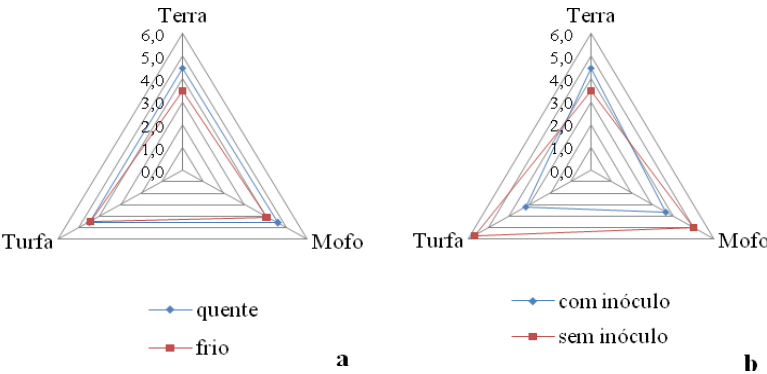 Terra
6,0
5,0
4,0
3,0
2,0
1,0
0,0
Turfa
Mofo
quente
frio
a
Terra
6,0
5,0
4,0
3,0
2,0
1,0
0,0
Turfa
Mofo
com inóculo
sem inóculo
b